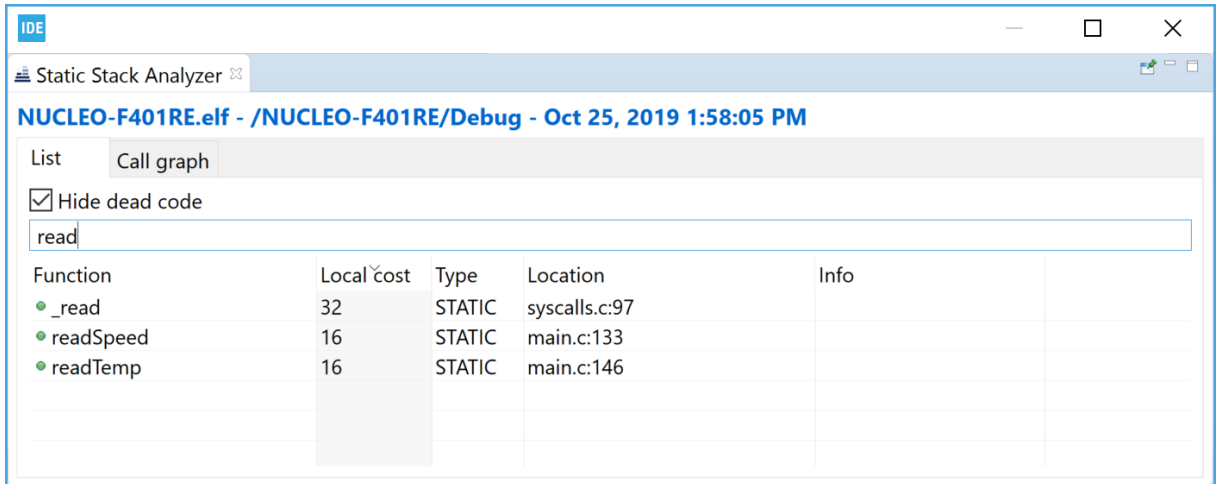 IDE
Static Stack Analyzer
NUCLEO-F401RE.elf - /NUCLEO-F401RE/Debug - Oct 25, 2019 1:58:05 PM
List Call graph
Hide dead code
read
Function Local cost Type Location Info
_read 32 STATIC syscalls.c:97
readSpeed 16 STATIC main.c:133
readTemp 16 STATIC main.c:146